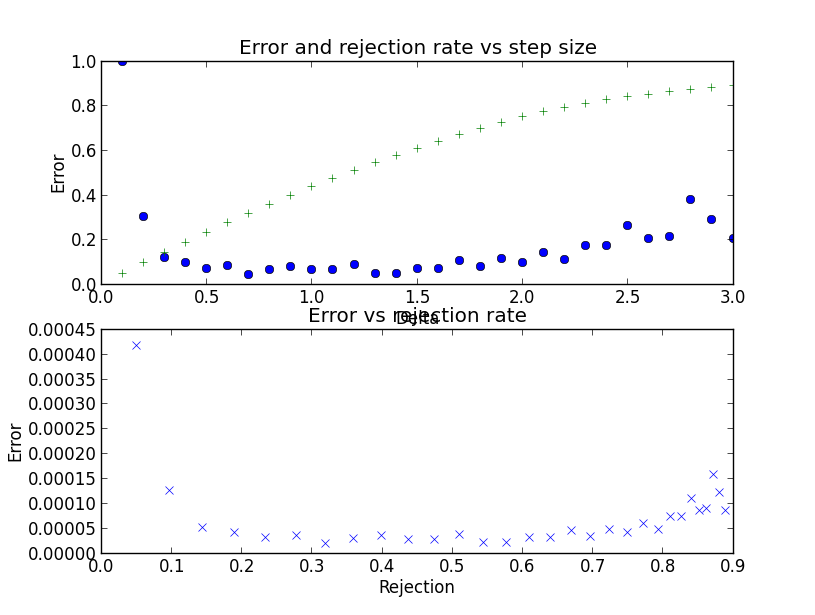 Error and rejection rate vs step size
1.0
0.8
0.6
0.4
0.2
0.0
Error
0.0 0.5 1.0 1.5 2.0 2.5 3.0
Delta
Error vs rejection rate
0.00045
0.00040
0.00035
0.00030
0.00025
0.00020
0.00015
0.00010
0.00005
0.00000
Error
0.0 0.1 0.2 0.3 0.4 0.5 0.6 0.7 0.8 0.9
Rejection